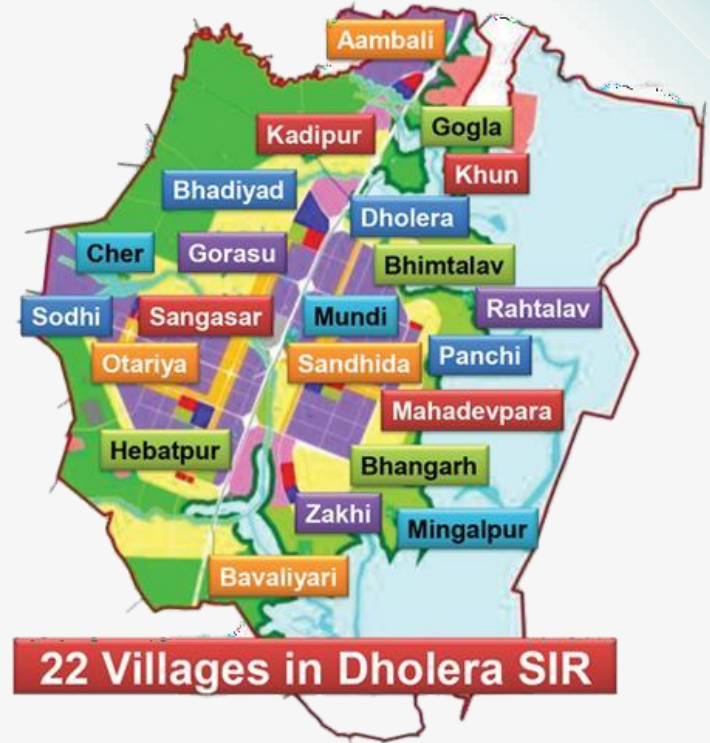 Aambali
Kadipur
Gogla
Khun
Bhadiyad
Dholera
Cher
Gorasu
Bhimtalav
Sodhi
Sangasar
Mundi
Rahtalav
Otariya
Sandhida
Panchi
Mahadevpara
Hebatpur
Bhangarh
Zakhi
Mingalpur
Bavaliyari
22 Villages in Dholera SIR